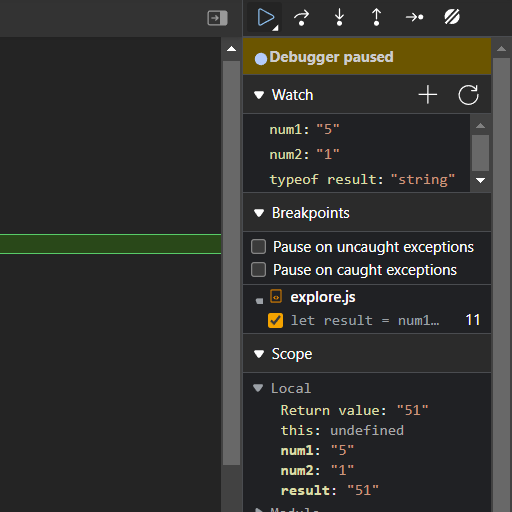 Debugger paused
Watch
num1: "5"
num2: "1"
typeof result: "string"
Breakpoints
Pause on uncaught exceptions
Pause on caught exceptions
explore.js
let result = num1… 11
Scope
Local
Return value: "51"
this: undefined
num1: "5"
num2: "1"
result: "51"
Module